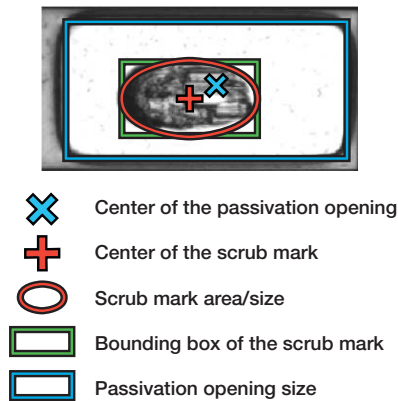 Center of the passivation opening
Center of the scrub mark
Scrub mark area/size
Bounding box of the scrub mark
Passivation opening size